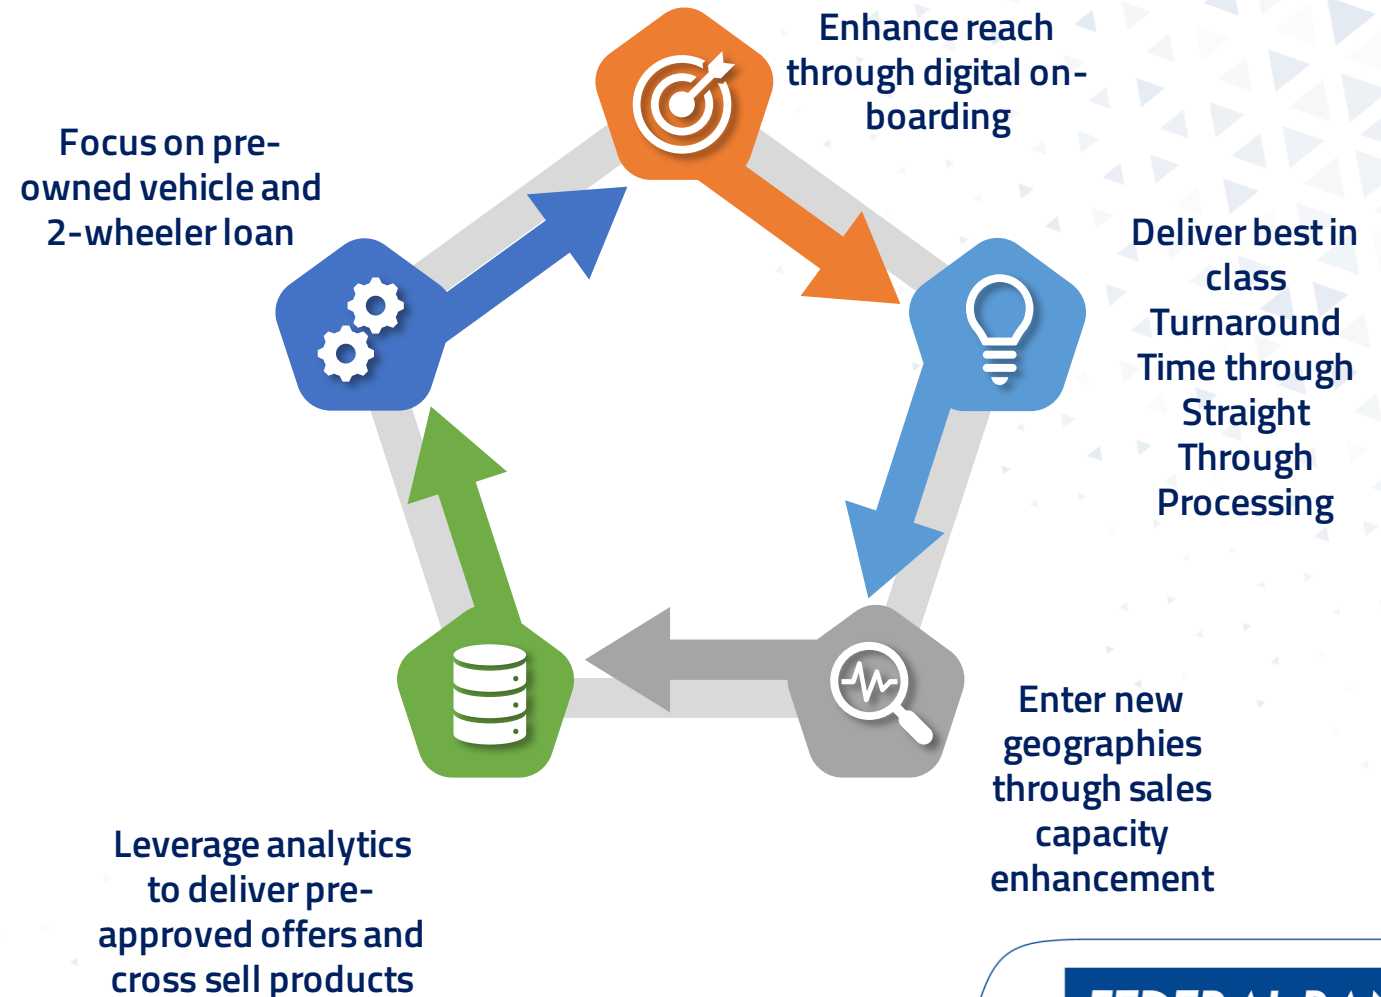 Enhance reach
through digital on-
boarding
Focus on pre-
owned vehicle and
2-wheeler loan
Deliver best in
class
Turnaround
Time through
Straight
Through
Processing
Enter new
geographies
through sales
capacity
enhancement
Leverage analytics
to deliver pre-
approved offers and
cross sell products